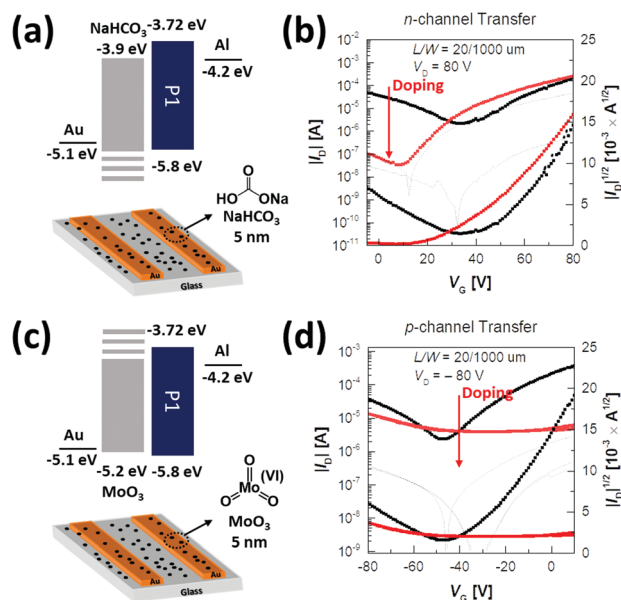 (a)
NaHCO3
-3.9 eV
-3.72 eV
Al
-4.2 eV
P1
Au
-5.1 eV
-5.8 eV
O
HO
ONa
NaHCO3
5 nm
Au
Au
Glass
(b)
n-channel Transfer
L/W = 20/1000 um
VD = 80 V
Doping
10-2
10-3
10-4
10-5
10-6
10-7
10-8
10-9
10-10
10-11
|ID| [A]
25
20
15
10
5
0
|ID|1/2 [10-3 × A1/2]
0 20 40 60 80
VG [V]
(c)
-3.72 eV
Al
-4.2 eV
P1
Au
-5.1 eV
-5.2 eV
-5.8 eV
MoO3
O
(VI)
Mo
O
O
MoO3
5 nm
Au
Au
Glass
(d)
p-channel Transfer
L/W = 20/1000 um
VD = – 80 V
Doping
10-3
10-4
10-5
10-6
10-7
10-8
10-9
|ID| [A]
25
20
15
10
5
0
|ID|1/2 [10-3 × A1/2]
-80 -60 -40 -20 0
VG [V]